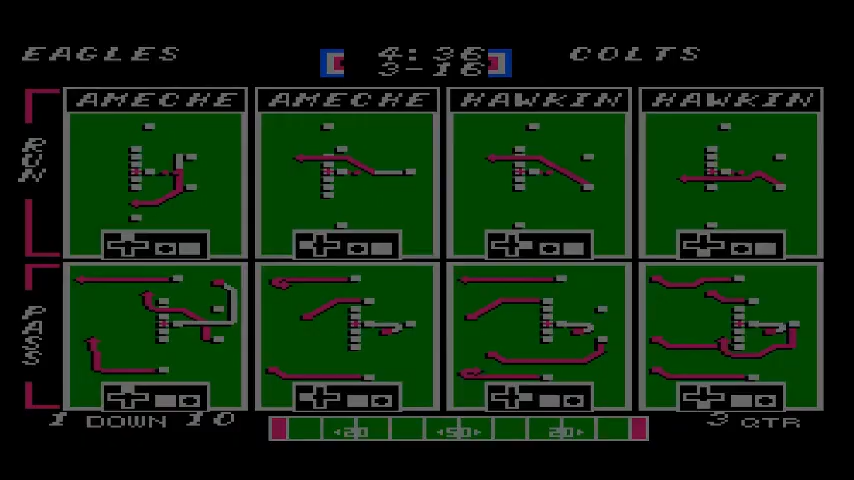 EAGLES 4:36 COLTS
3-16
AMECHE AMECHE HAWKIN HAWKIN
RUN
PASS
1 DOWN 10 3 QTR
◂20 ◂50▸ 20▸